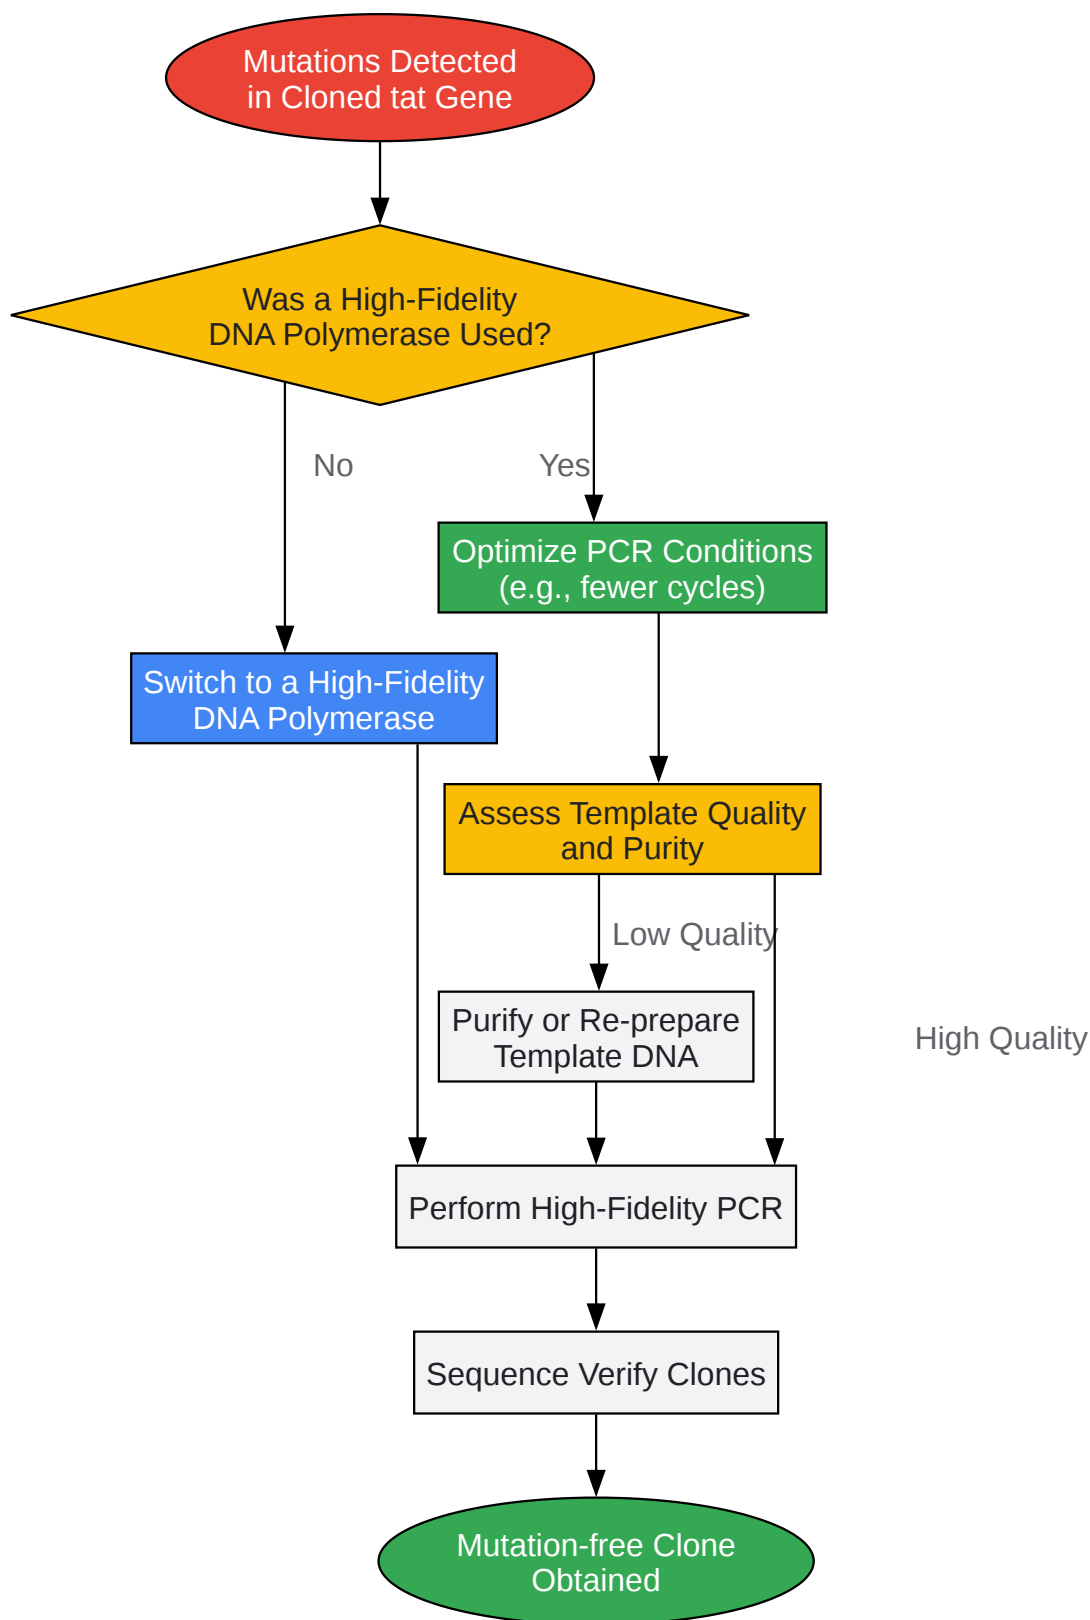 Mutations Detected
in Cloned tat Gene
Was a High-Fidelity
DNA Polymerase Used?
No
Yes
Optimize PCR Conditions
(e.g., fewer cycles)
Switch to a High-Fidelity
DNA Polymerase
Assess Template Quality
and Purity
Low Quality
Purify or Re-prepare
Template DNA
High Quality
Perform High-Fidelity PCR
Sequence Verify Clones
Mutation-free Clone
Obtained